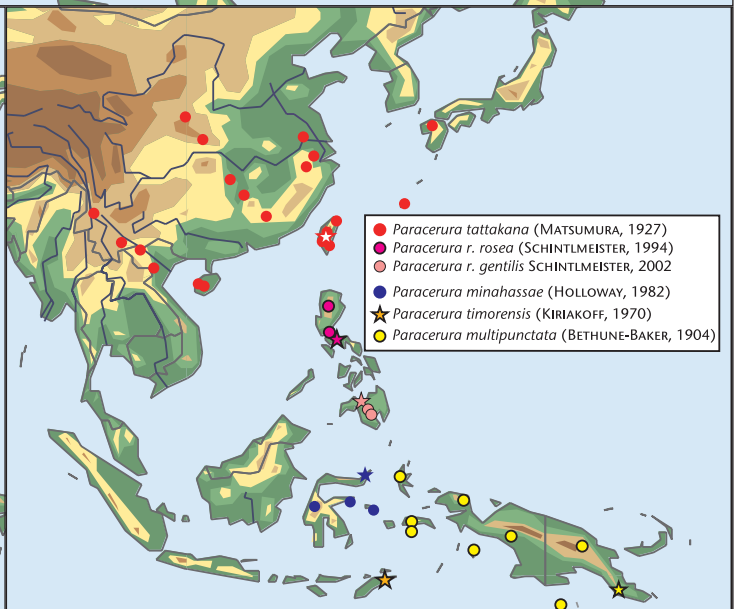 Paracerura tattakana (MATSUMURA, 1927)
Paracerura r. rosea (SCHINTLMEISTER, 1994)
Paracerura r. gentilis SCHINTLMEISTER, 2002
Paracerura minahassae (HOLLOWAY, 1982)
Paracerura timorensis (KIRIAKOFF, 1970)
Paracerura multipunctata (BETHUNE-BAKER, 1904)